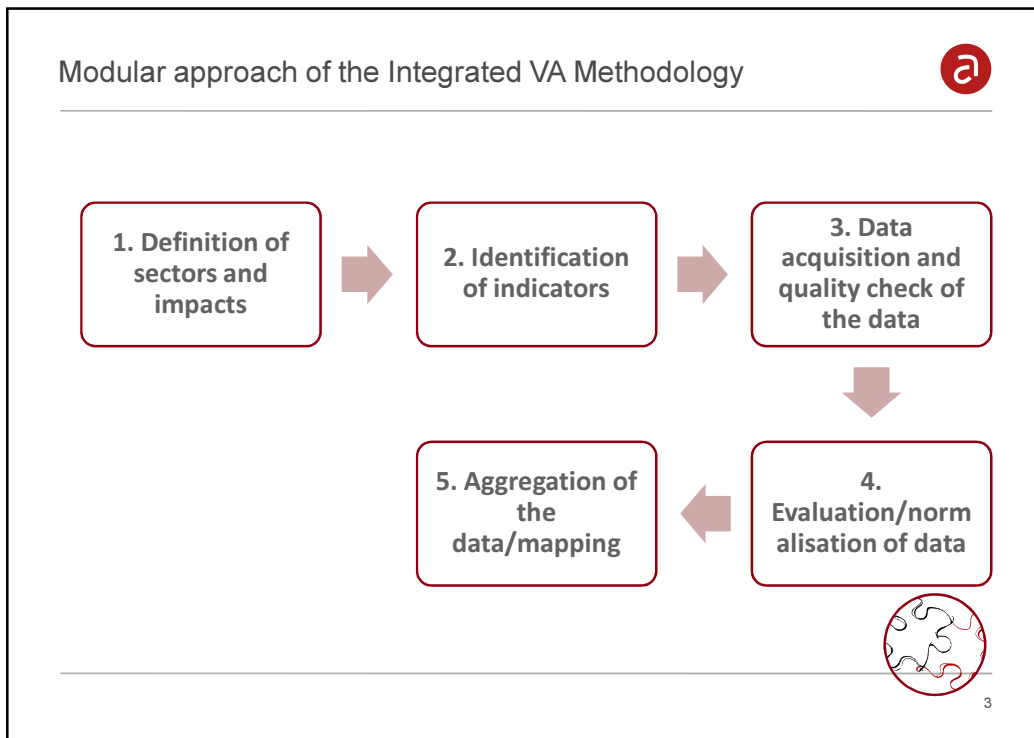 Modular approach of the Integrated VA Methodology
a
1. Definition of
sectors and
impacts
2. Identification
of indicators
3. Data
acquisition and
quality check of
the data
5. Aggregation of
the
data/mapping
4.
Evaluation/norm
alisation of data
3